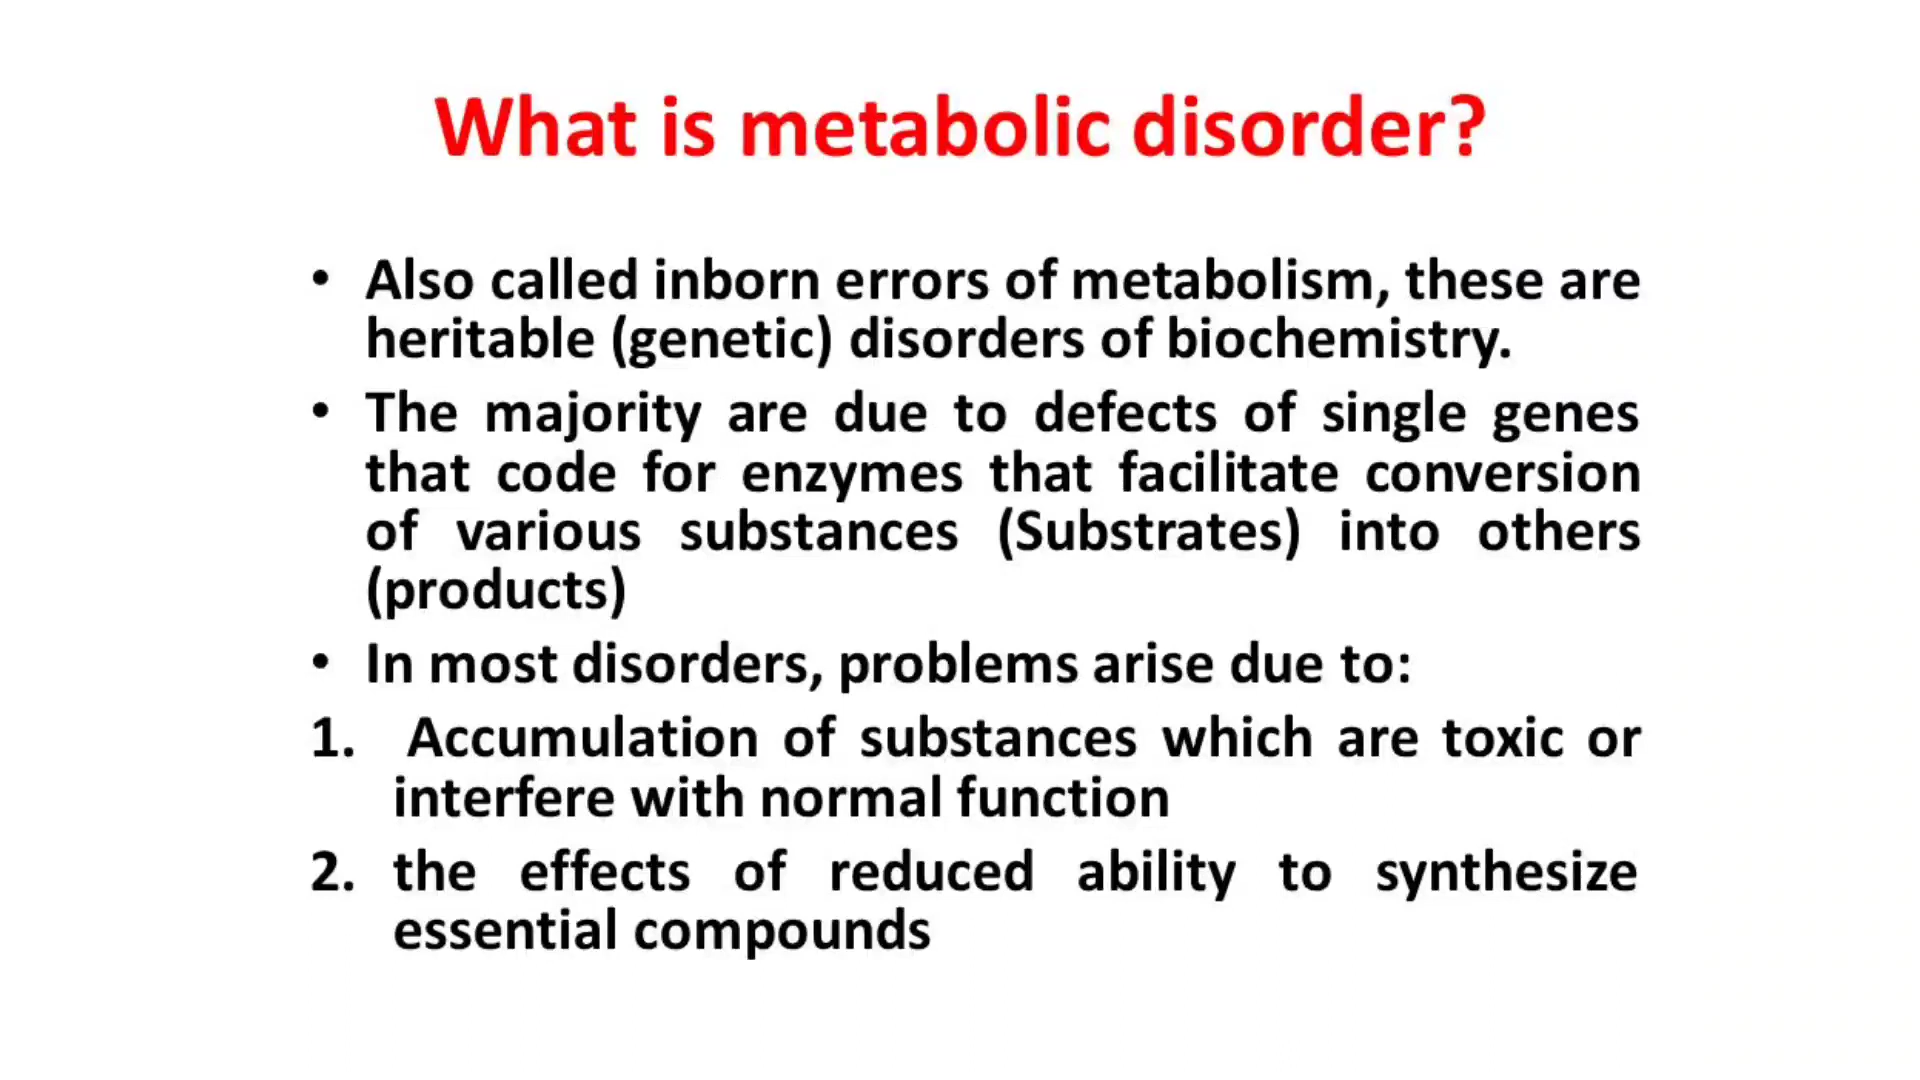 What is metabolic disorder?
• Also called inborn errors of metabolism, these are
heritable (genetic) disorders of biochemistry.
• The majority are due to defects of single genes
that code for enzymes that facilitate conversion
of various substances (Substrates) into others
(products)
• In most disorders, problems arise due to:
1. Accumulation of substances which are toxic or
interfere with normal function
2. the effects of reduced ability to synthesize
essential compounds